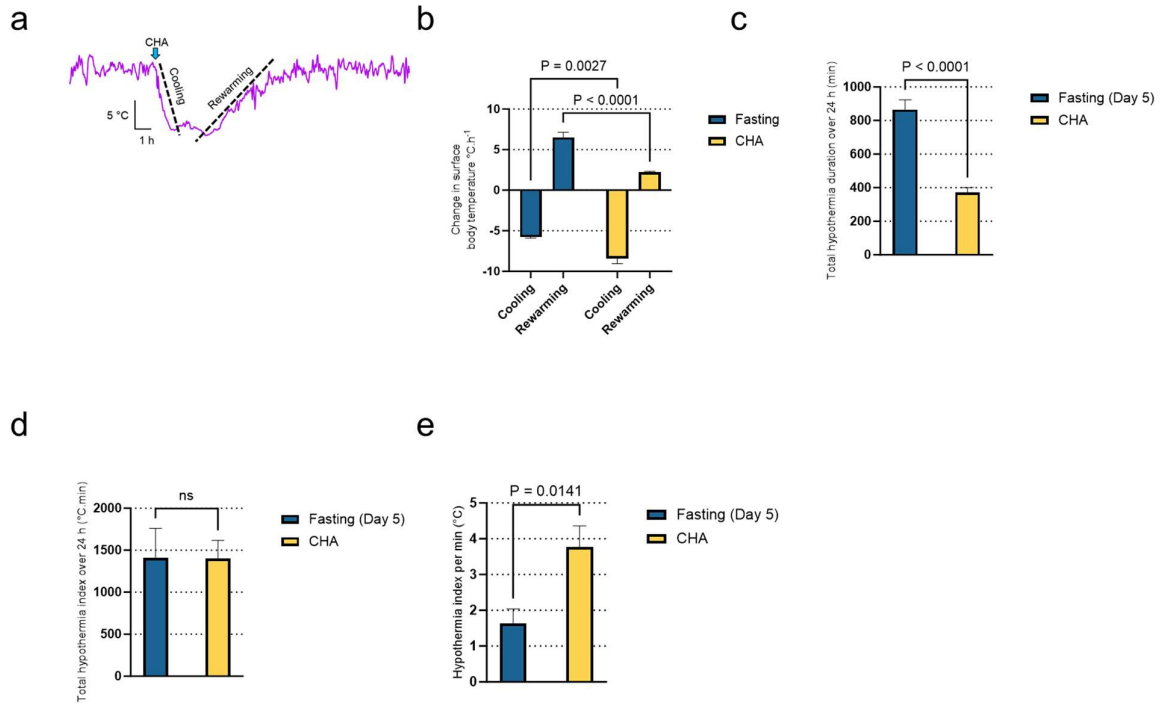 a
CHA
Cooling
Rewarming
5 °C
1 h
b
P = 0.0027
P < 0.0001
Change in surface
body temperature °C.h-1
10
5
0
-5
-10
Cooling
Rewarming
Cooling
Rewarming
Fasting
CHA
c
P < 0.0001
Total hypothermia duration over 24 h (min)
1000
800
600
400
200
0
Fasting (Day 5)
CHA
d
ns
Total hypothermia index over 24 h (°C.min)
2000
1500
1000
500
0
Fasting (Day 5)
CHA
e
P = 0.0141
Hypothermia index per min (°C)
5
4
3
2
1
0
Fasting (Day 5)
CHA